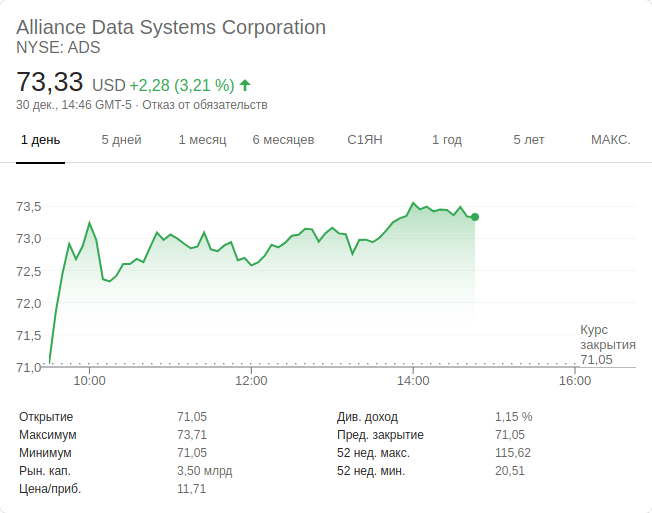 Alliance Data Systems Corporation
NYSE: ADS
73,33 USD +2,28 (3,21 %)
30 дек., 14:46 GMT-5 · Отказ от обязательств
1 день 5 дней 1 месяц 6 месяцев С1ЯН 1 год 5 лет МАКС.
73,5
73,0
72,5
72,0
71,5
71,0
Курс
закрытия
71,05
10:00 12:00 14:00 16:00
Открытие 71,05 Див. доход 1,15 %
Максимум 73,71 Пред. закрытие 71,05
Минимум 71,05 52 нед. макс. 115,62
Рын. кап. 3,50 млрд 52 нед. мин. 20,51
Цена/приб. 11,71